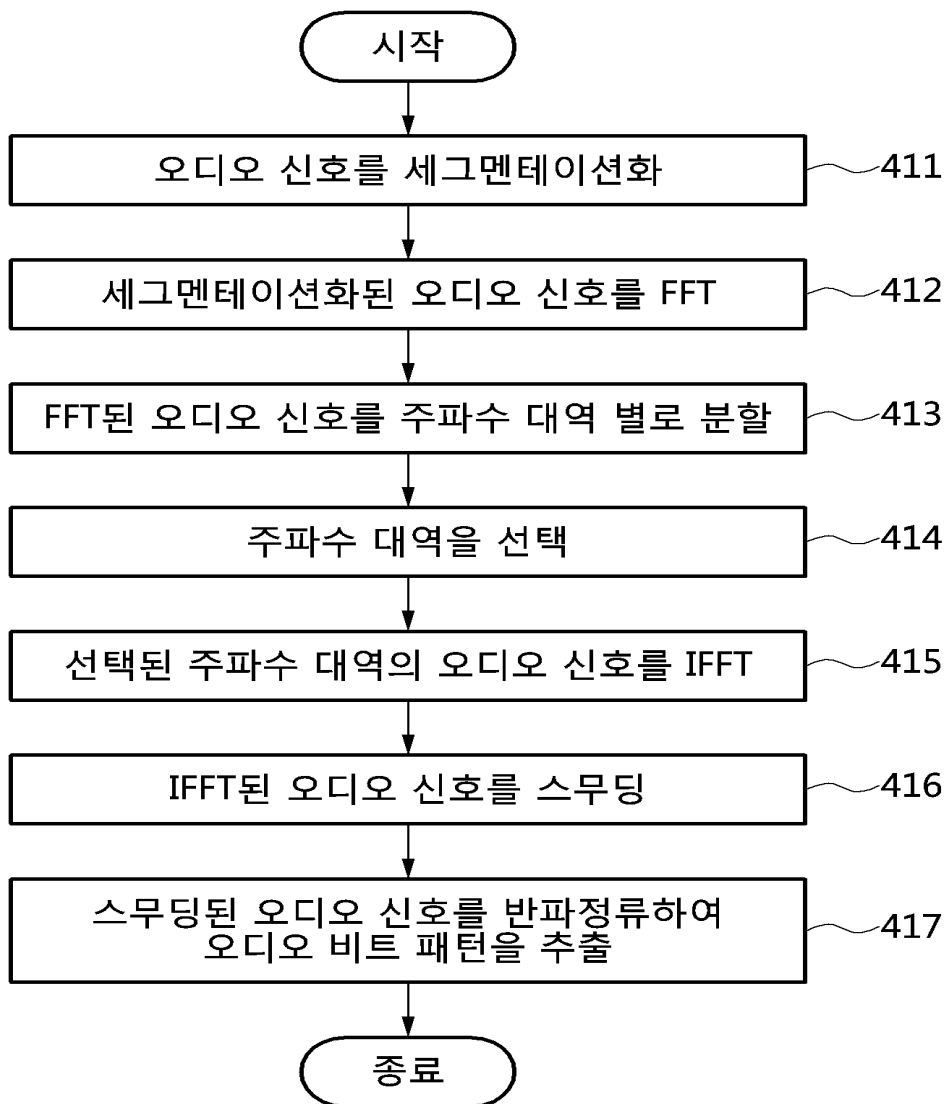 시작
오디오 신호를 세그멘테이션화
411
세그멘테이션화된 오디오 신호를 FFT
412
FFT된 오디오 신호를 주파수 대역 별로 분할
413
주파수 대역을 선택
414
선택된 주파수 대역의 오디오 신호를 IFFT
415
IFFT된 오디오 신호를 스무딩
416
스무딩된 오디오 신호를 반파정류하여
오디오 비트 패턴을 추출
417
종료